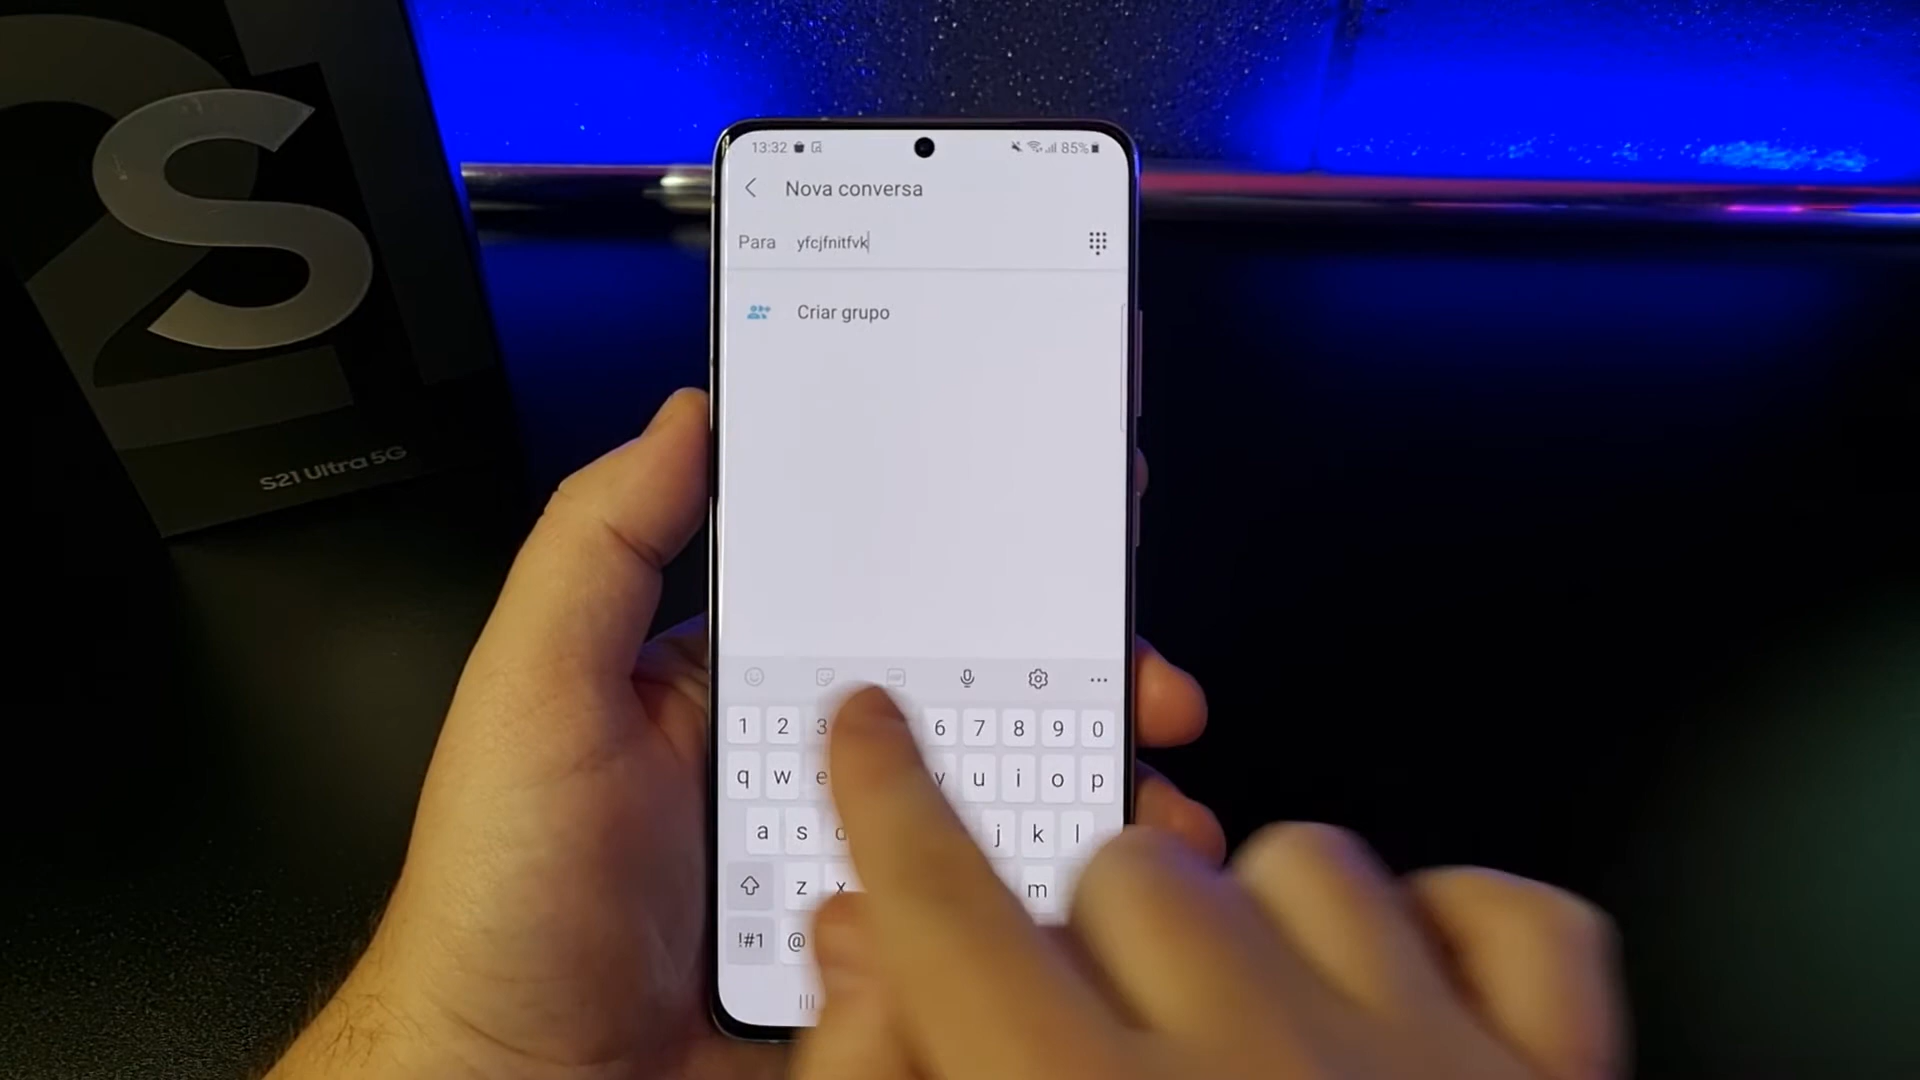 S
21
S21 Ultra 5G
13:32
85%
Nova conversa
Para yfcjfnitfvk
Criar grupo
1 2 3 6 7 8 9 0
q w e y u i o p
a s d j k l
z x m
!#1 @